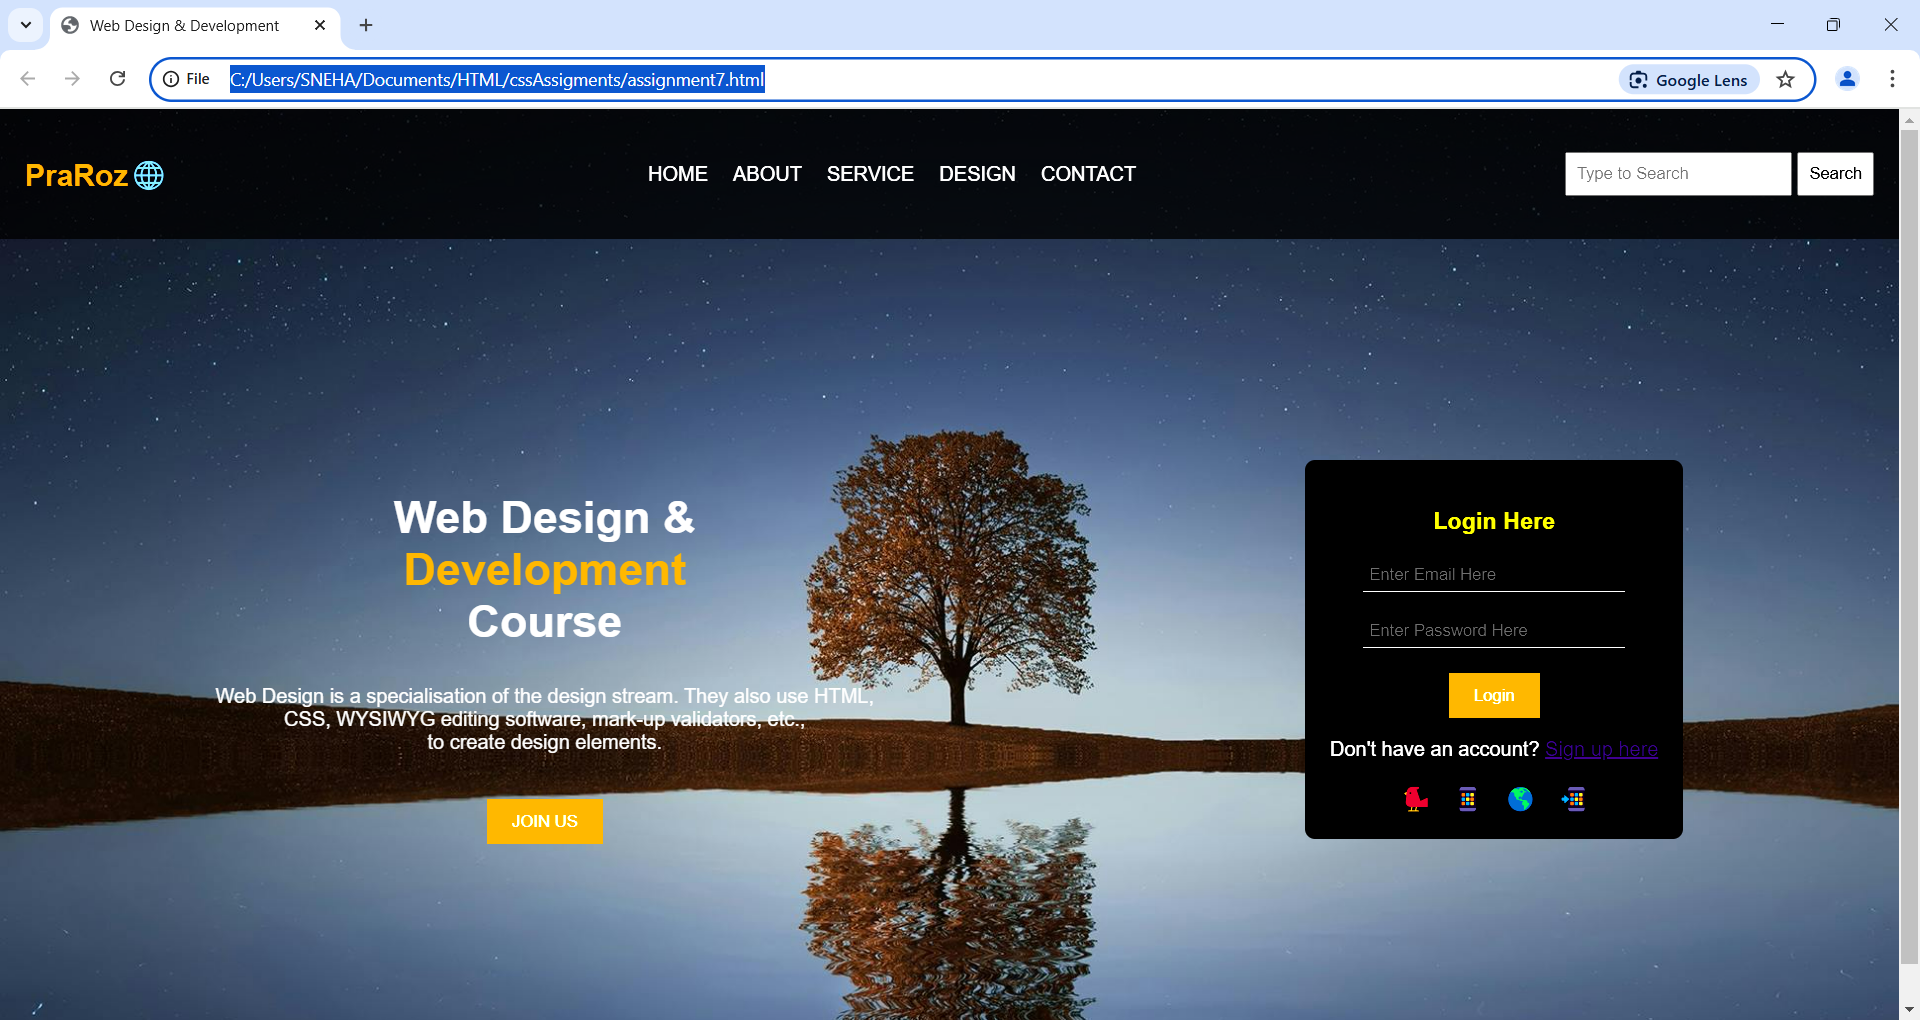 Web Design & Development
File
C:/Users/SNEHA/Documents/HTML/cssAssigments/assignment7.html
Google Lens
PraRoz
HOME ABOUT SERVICE DESIGN CONTACT
Type to Search
Search
Web Design &
Development
Course
Web Design is a specialisation of the design stream. They also use HTML,
CSS, WYSIWYG editing software, mark-up validators, etc.,
to create design elements.
JOIN US
Login Here
Enter Email Here
Enter Password Here
Login
Don't have an account? Sign up here